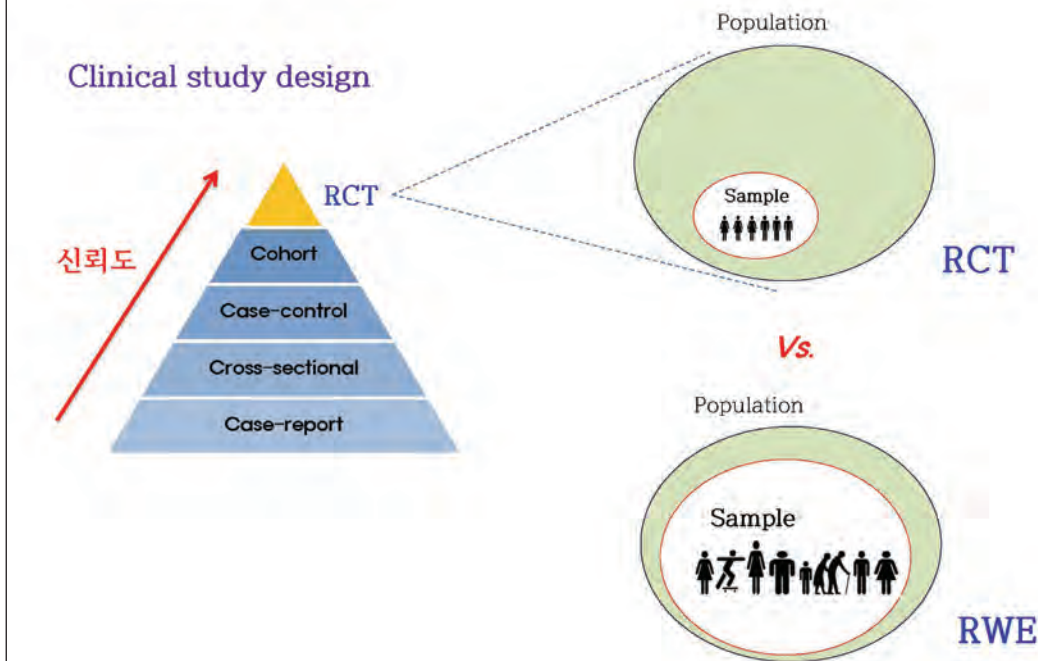 Clinical study design
신뢰도
RCT
Cohort
Case-control
Cross-sectional
Case-report
Population
Sample
RCT
Vs.
Population
Sample
RWE